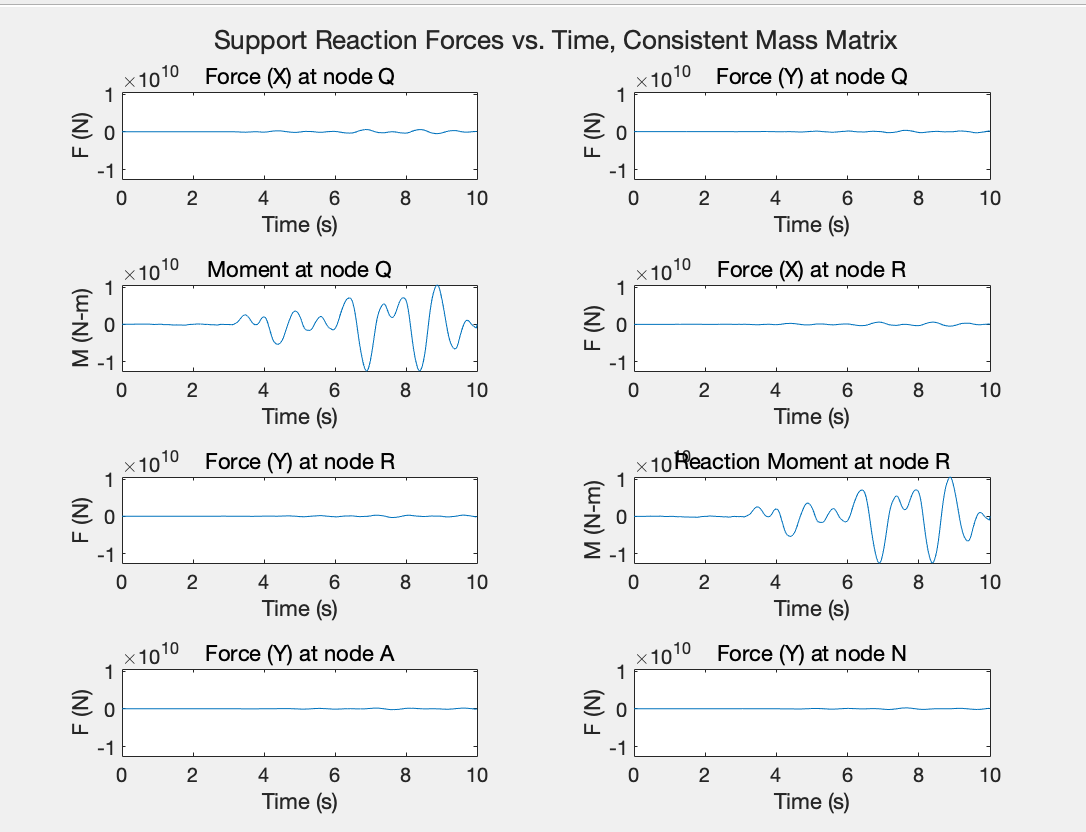 Support Reaction Forces vs. Time, Consistent Mass Matrix
×10^10 Force (X) at node Q
F (N)
1
0
-1
0 2 4 6 8 10
Time (s)
×10^10 Force (Y) at node Q
F (N)
1
0
-1
0 2 4 6 8 10
Time (s)
×10^10 Moment at node Q
M (N-m)
1
0
-1
0 2 4 6 8 10
Time (s)
×10^10 Force (X) at node R
F (N)
1
0
-1
0 2 4 6 8 10
Time (s)
×10^10 Force (Y) at node R
F (N)
1
0
-1
0 2 4 6 8 10
Time (s)
×10^10 Reaction Moment at node R
M (N-m)
1
0
-1
0 2 4 6 8 10
Time (s)
×10^10 Force (Y) at node A
F (N)
1
0
-1
0 2 4 6 8 10
Time (s)
×10^10 Force (Y) at node N
F (N)
1
0
-1
0 2 4 6 8 10
Time (s)